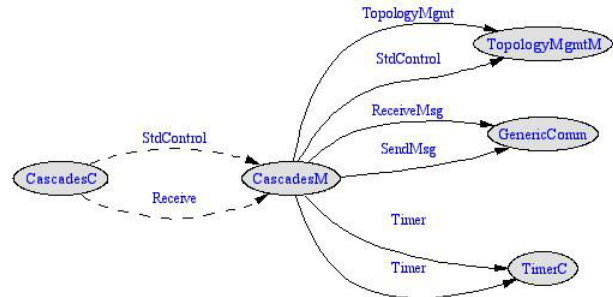 TopologyMgmt
TopologyMgmtM
StdControl
ReceiveMsg
GenericComm
StdControl
SendMsg
CascadesC
CascadesM
Receive
Timer
Timer
TimerC